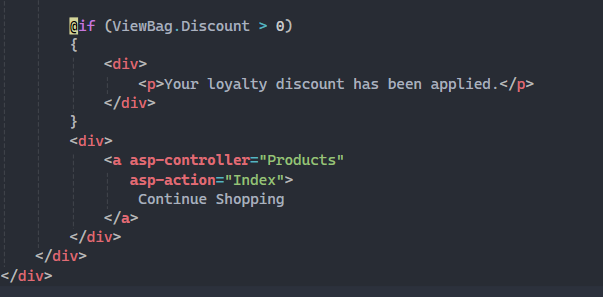 @if (ViewBag.Discount > 0)
{
<div>
<p>Your loyalty discount has been applied.</p>
</div>
}
<div>
<a asp-controller="Products"
asp-action="Index">
Continue Shopping
</a>
</div>
</div>
</div>